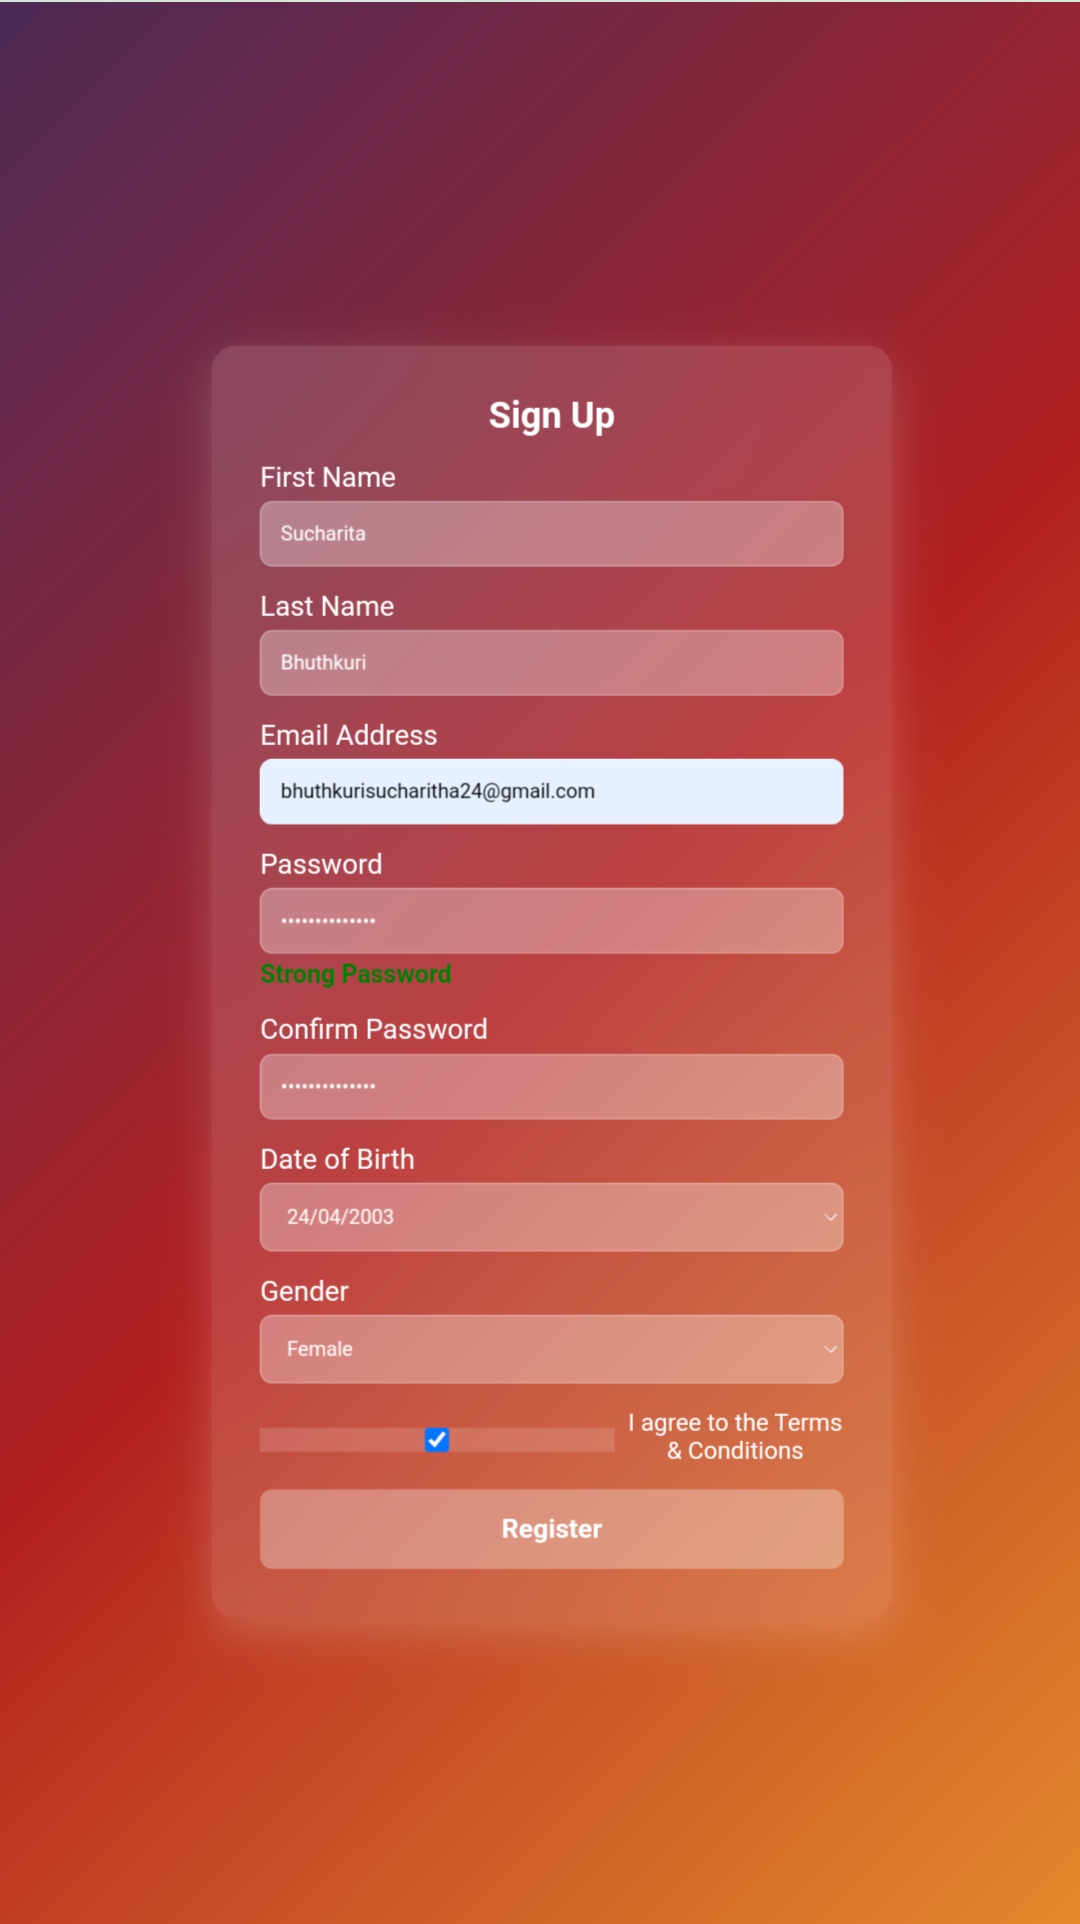 Sign Up
First Name
Sucharita
Last Name
Bhuthkuri
Email Address
bhuthkurisucharitha24@gmail.com
Password
••••••••••••••
Strong Password
Confirm Password
••••••••••••••
Date of Birth
24/04/2003
Gender
Female
I agree to the Terms
& Conditions
Register